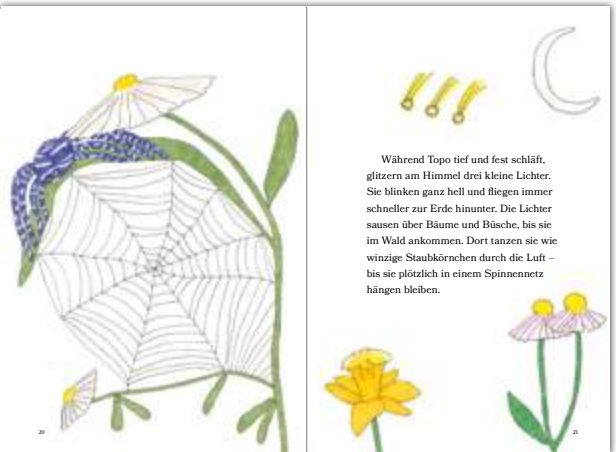 Während Topo tief und fest schläft,
glitzern am Himmel drei kleine Lichter.
Sie blinken ganz hell und fliegen immer
schneller zur Erde hinunter. Die Lichter
sausen über Bäume und Büsche, bis sie
im Wald ankommen. Dort tanzen sie wie
winzige Staubkörnchen durch die Luft –
bis sie plötzlich in einem Spinnennetz
hängen bleiben.
20
21